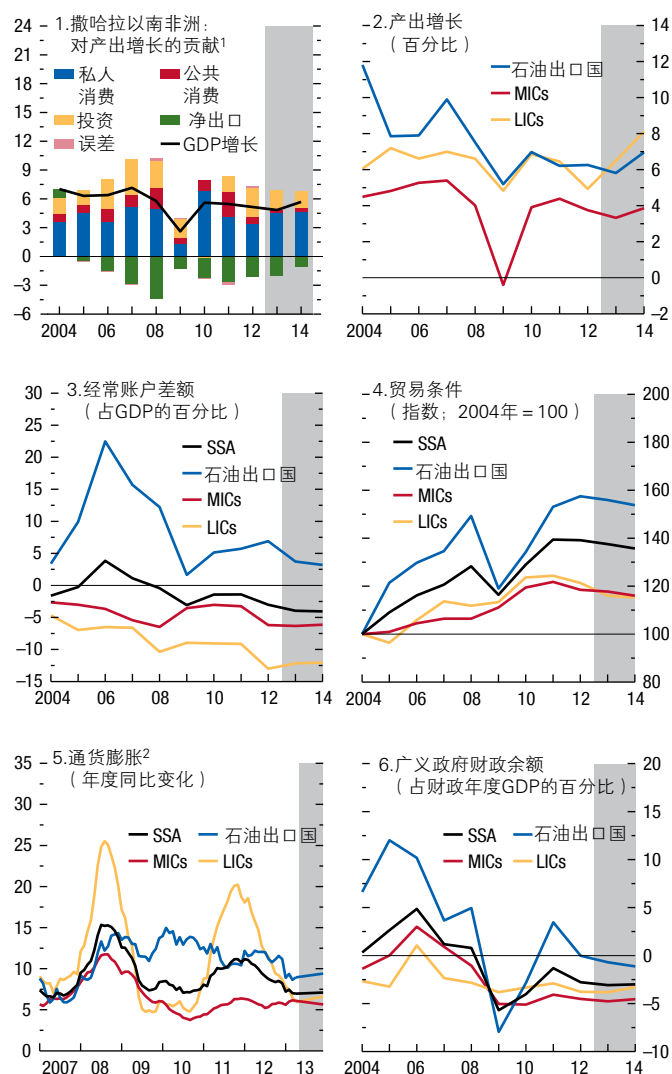 1.撒哈拉以南非洲：
对产出增长的贡献¹
私人消费
公共消费
投资
净出口
误差
GDP增长
24
21
18
15
12
9
6
3
0
–3
–6
2004 06 08 10 12 14
2.产出增长
（百分比）
石油出口国
MICs
LICs
14
12
10
8
6
4
2
0
–2
2004 06 08 10 12 14
3.经常账户差额
（占GDP的百分比）
SSA
石油出口国
MICs
LICs
30
25
20
15
10
5
0
–5
–10
–15
2004 06 08 10 12 14
4.贸易条件
（指数；2004年＝100）
SSA
石油出口国
MICs
LICs
200
180
160
140
120
100
80
2004 06 08 10 12 14
5.通货膨胀²
（年度同比变化）
SSA 石油出口国
MICs LICs
35
30
25
20
15
10
5
0
2007 08 09 10 11 12 13
6.广义政府财政余额
（占财政年度GDP的百分比）
SSA 石油出口国
MICs LICs
20
15
10
5
0
–5
–10
2004 06 08 10 12 14